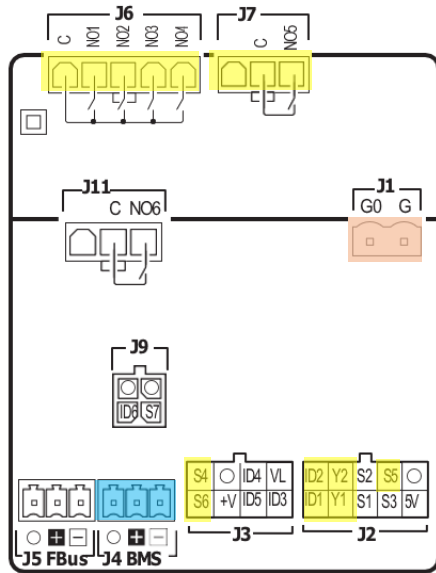 J6 J7
C NO1 NO2 NO3 NO4 C NO5
J11 J1
C NO6 G0 G
J9
ID6 S7
S4 ID4 VL ID2 Y2 S2 S5
S6 +V ID5 ID3 ID1 Y1 S1 S3 5V
+ − + −
J5 FBus J4 BMS J3 J2